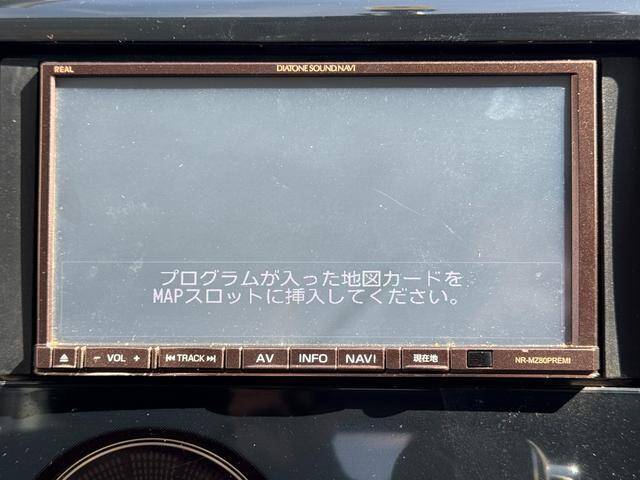 REAL
DIATONE SOUND.NAVI
プログラムが入った地図カードを
MAPスロットに挿入してください。
− VOL + TRACK AV INFO NAVI 現在地 NR-MZ80PREMI